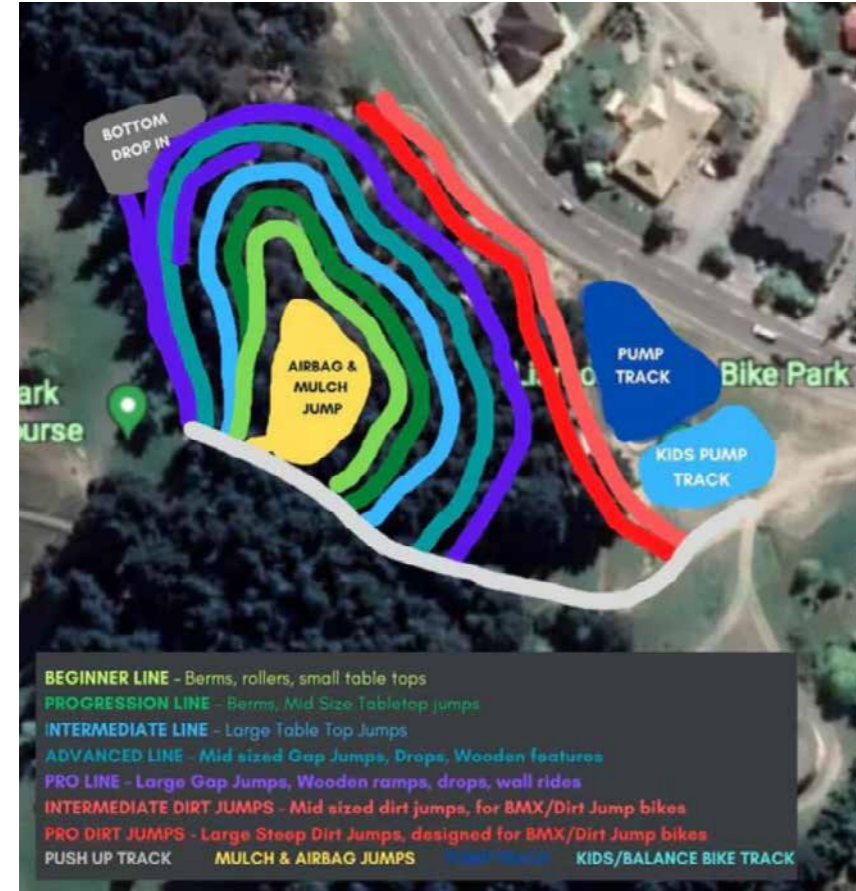 BOTTOM
DROP IN
AIRBAG &
MULCH
JUMP
PUMP
TRACK
Bike Park
KIDS PUMP
TRACK
ark
urse
BEGINNER LINE - Berms, rollers, small table tops
PROGRESSION LINE - Berms, Mid Size Tabletop jumps
INTERMEDIATE LINE - Large Table Top Jumps
ADVANCED LINE - Mid sized Gap Jumps, Drops, Wooden features
PRO LINE - Large Gap Jumps, Wooden ramps, drops, wall rides
INTERMEDIATE DIRT JUMPS - Mid sized dirt jumps, for BMX/Dirt Jump bikes
PRO DIRT JUMPS - Large Steep Dirt Jumps, designed for BMX/Dirt Jump bikes
PUSH UP TRACK MULCH & AIRBAG JUMPS PUMP TRACK KIDS/BALANCE BIKE TRACK